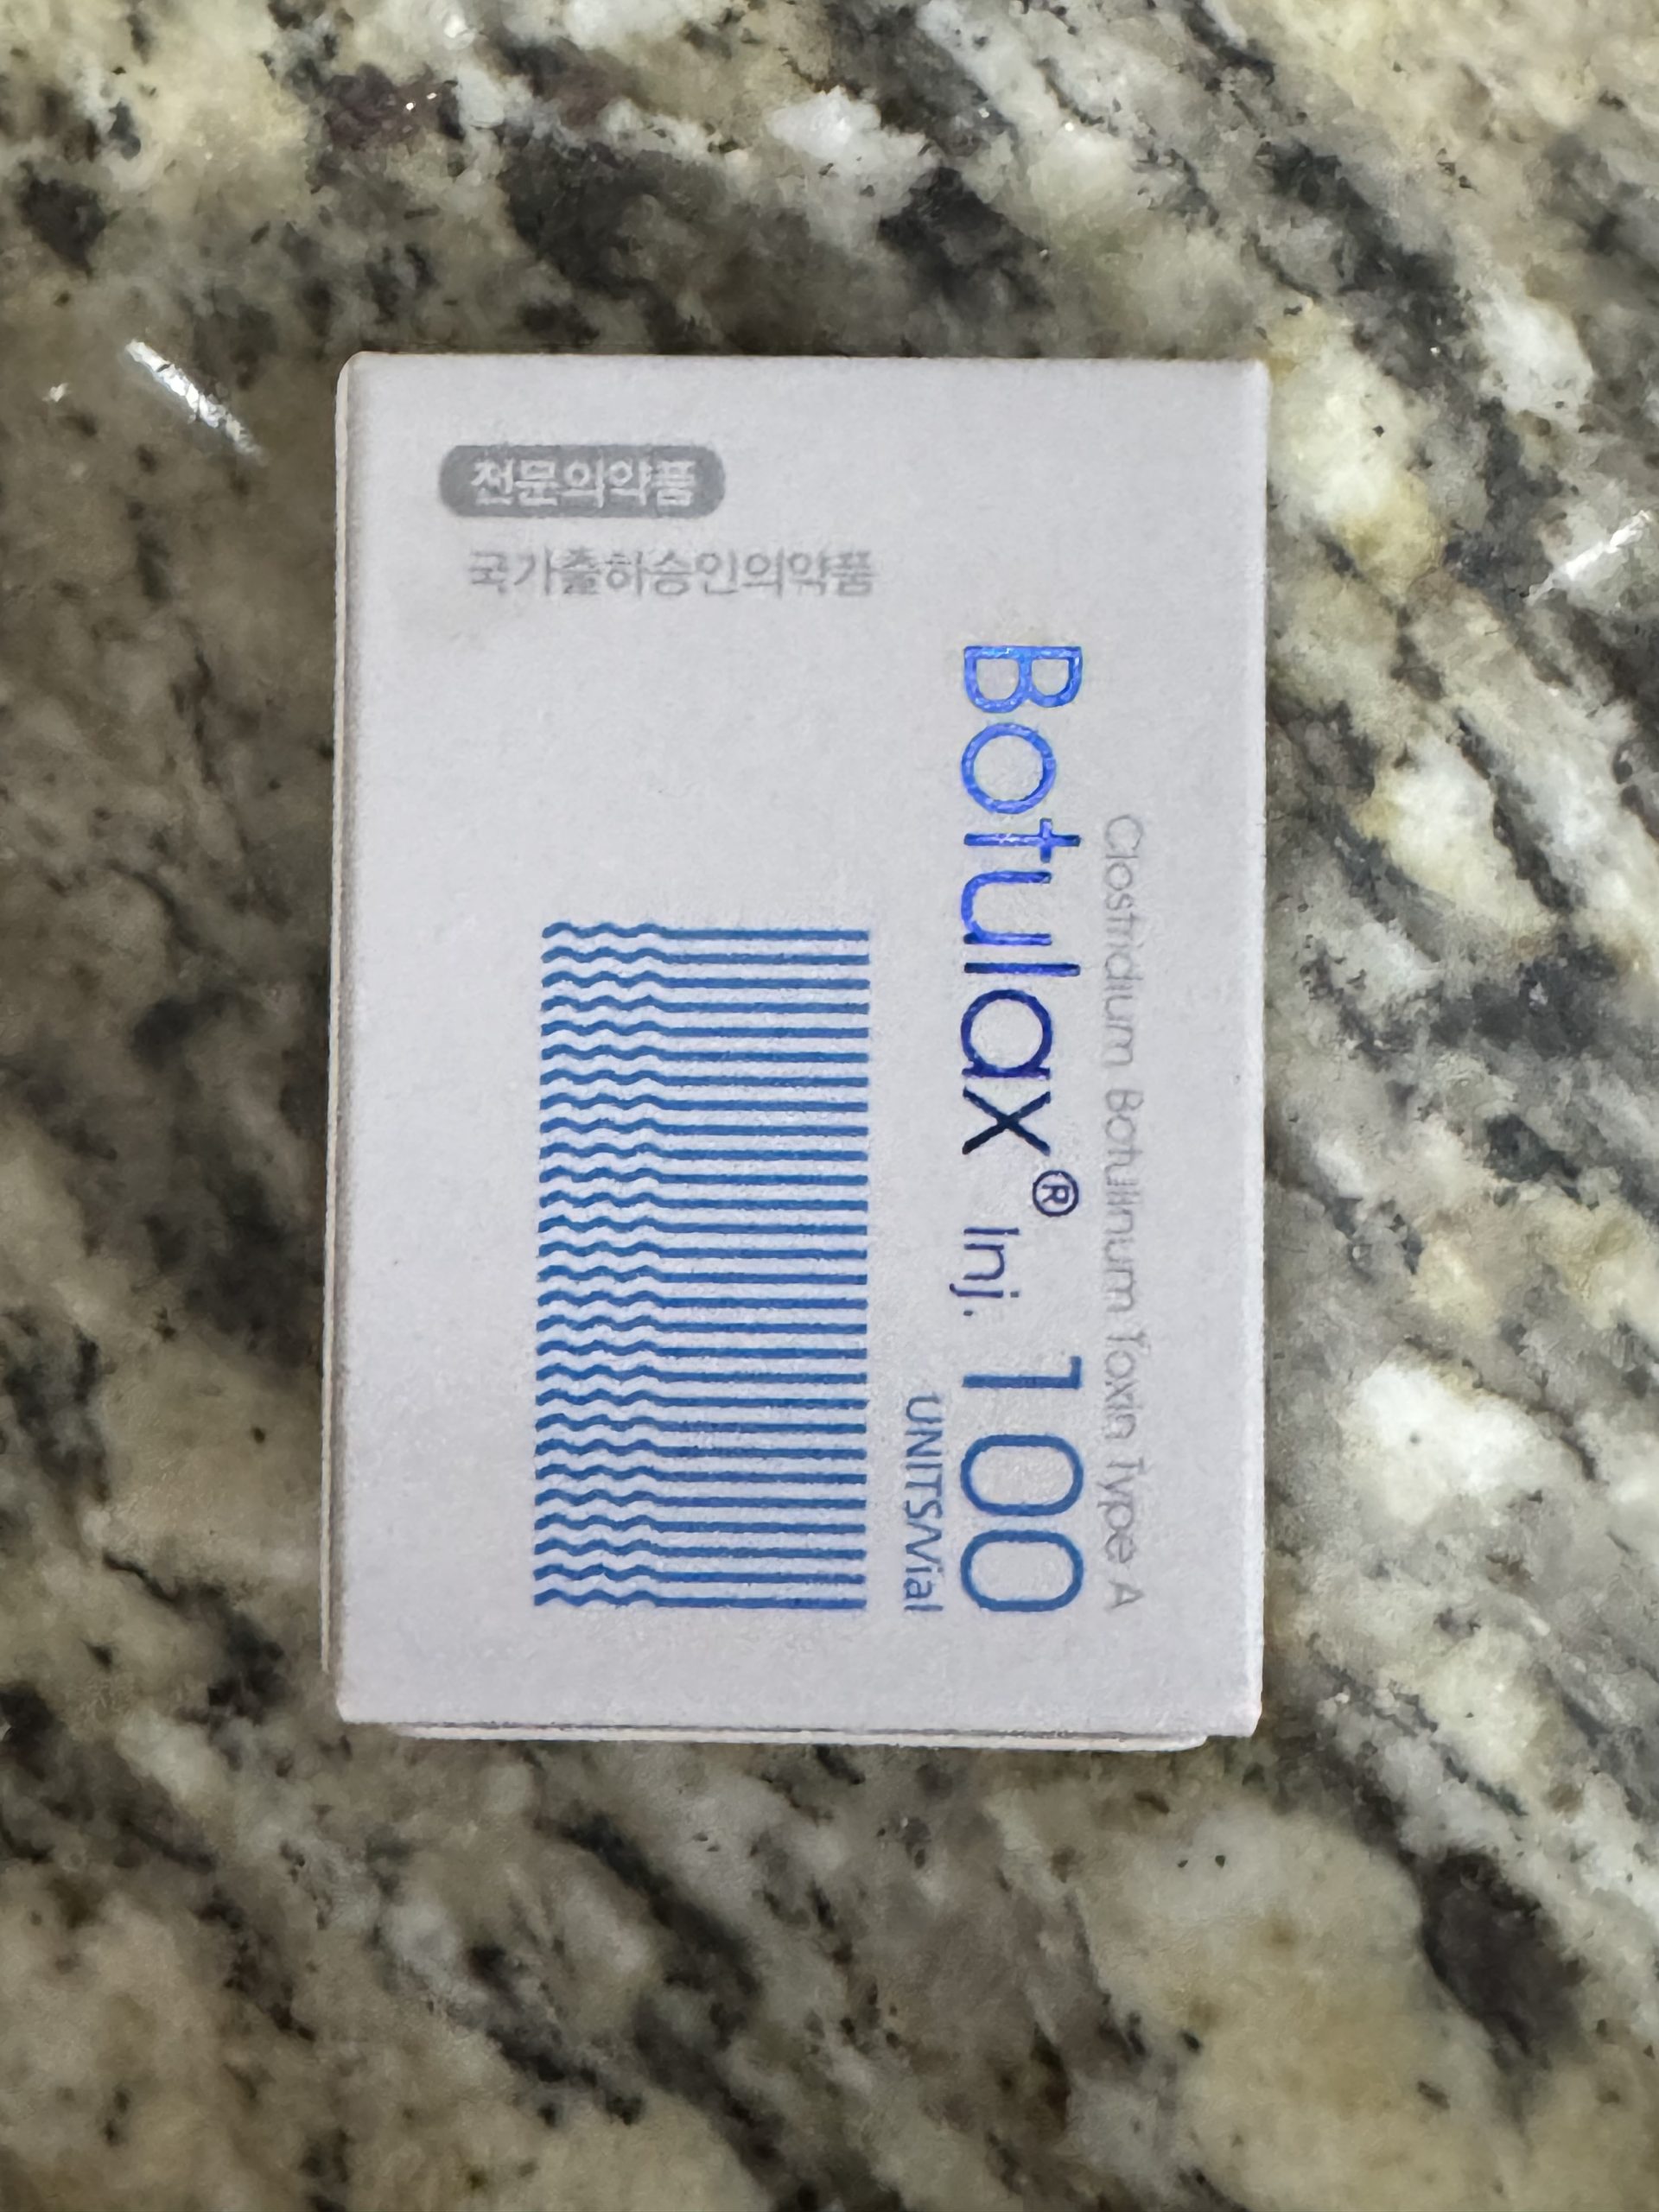 전문의약품
국가출하승인의약품
Clostridium Botulinum Toxin Type A
Botulax® Inj. 100
UNITS/Vial